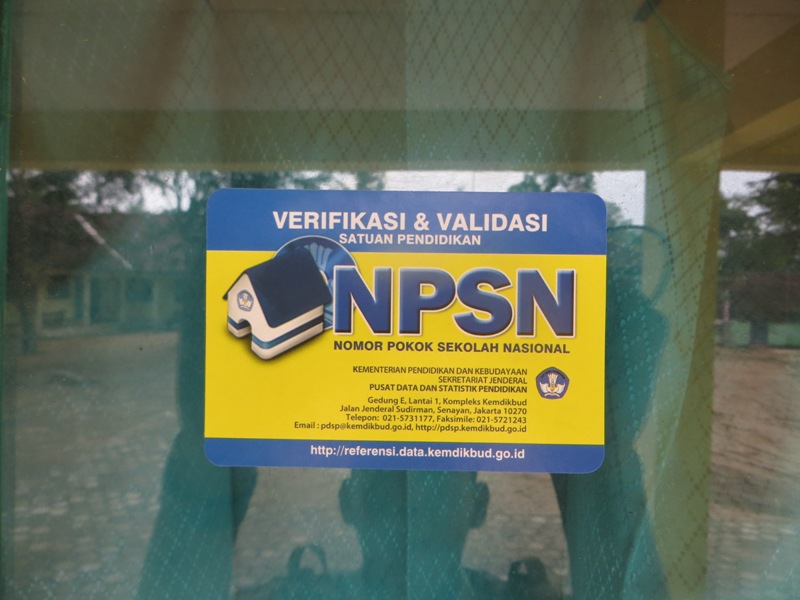 VERIFIKASI & VALIDASI
SATUAN PENDIDIKAN
NPSN
NOMOR POKOK SEKOLAH NASIONAL
KEMENTERIAN PENDIDIKAN DAN KEBUDAYAAN
SEKRETARIAT JENDERAL
PUSAT DATA DAN STATISTIK PENDIDIKAN
Gedung E, Lantai 1, Kompleks Kemdikbud
Jalan Jenderal Sudirman, Senayan, Jakarta 10270
Telepon: 021-5731177, Faksimile: 021-5721243
Email : pdsp@kemdikbud.go.id, http://pdsp.kemdikbud.go.id
http://referensi.data.kemdikbud.go.id